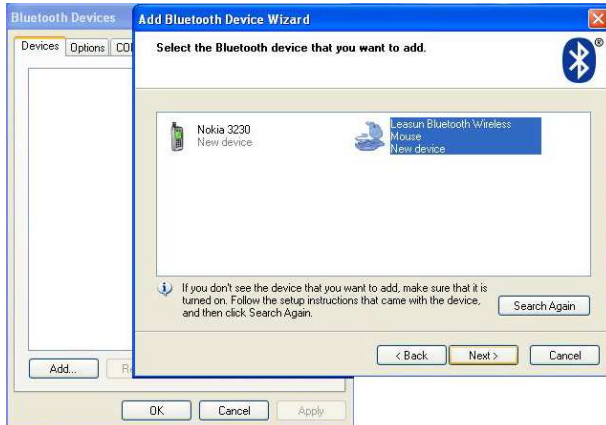 Bluetooth Devices
Devices
Options
Add...
OK
Cancel
Apply
Add Bluetooth Device Wizard
Select the Bluetooth device that you want to add.
®
Nokia 3230
New device
Leasun Bluetooth Wireless
Mouse
New device
If you don't see the device that you want to add, make sure that it is
turned on. Follow the setup instructions that came with the device,
and then click Search Again.
Search Again
< Back
Next >
Cancel